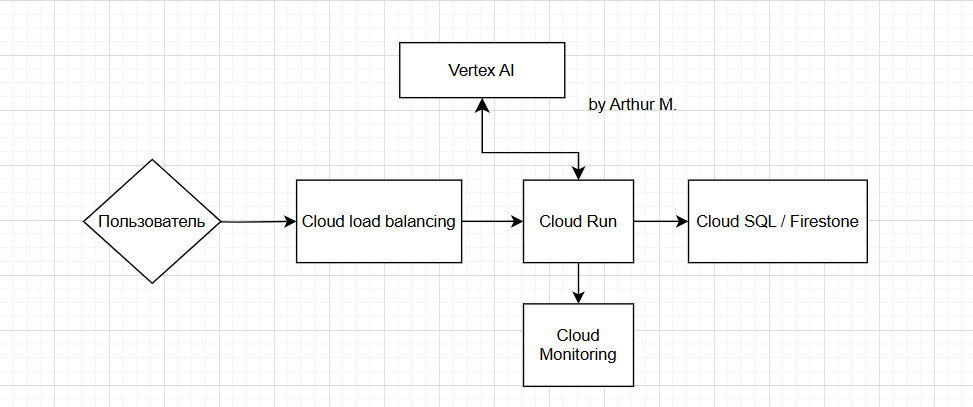 Vertex AI
by Arthur M.
Пользователь
Cloud load balancing
Cloud Run
Cloud SQL / Firestone
Cloud
Monitoring